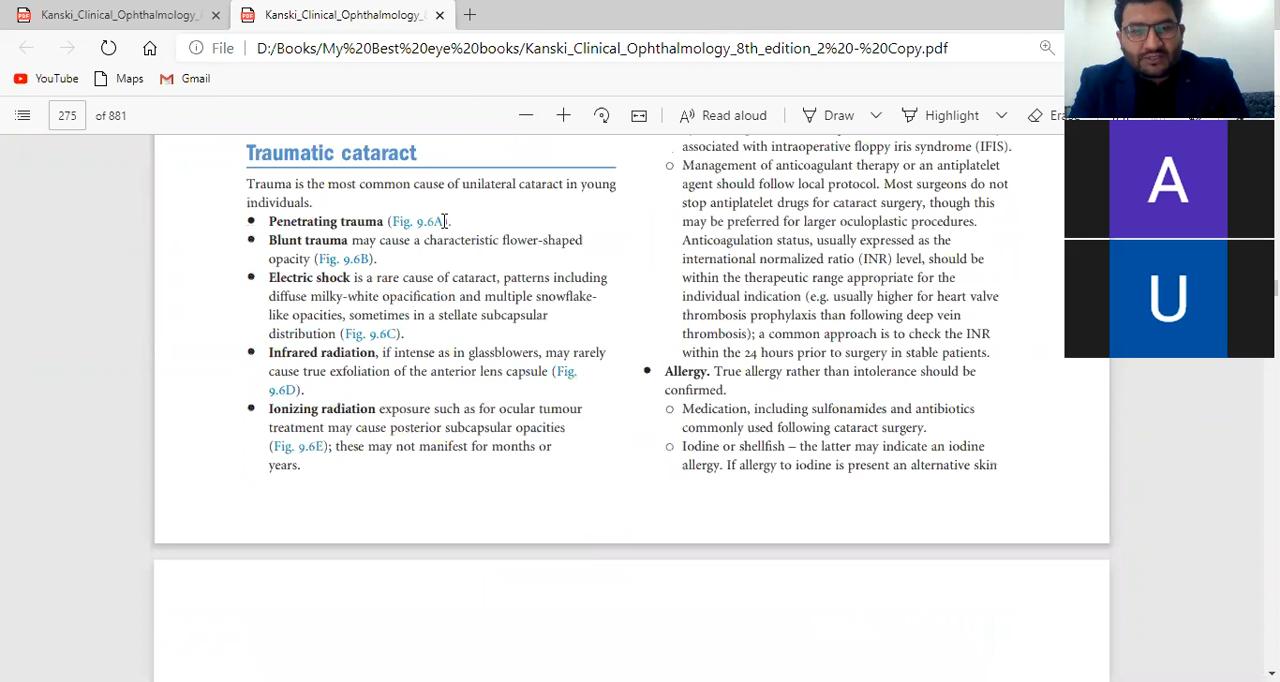 Kanski_Clinical_Ophthalmology_
Kanski_Clinical_Ophthalmology_8
File
D:/Books/My%20Best%20eye%20books/Kanski_Clinical_Ophthalmology_8th_edition_2%20-%20Copy.pdf
YouTube
Maps
Gmail
275
of 881
Read aloud
Draw
Highlight
Traumatic cataract
Trauma is the most common cause of unilateral cataract in young
individuals.
Penetrating trauma (Fig. 9.6A).
Blunt trauma may cause a characteristic flower-shaped
opacity (Fig. 9.6B).
Electric shock is a rare cause of cataract, patterns including
diffuse milky-white opacification and multiple snowflake-
like opacities, sometimes in a stellate subcapsular
distribution (Fig. 9.6C).
Infrared radiation, if intense as in glassblowers, may rarely
cause true exfoliation of the anterior lens capsule (Fig.
9.6D).
Ionizing radiation exposure such as for ocular tumour
treatment may cause posterior subcapsular opacities
(Fig. 9.6E); these may not manifest for months or
years.
associated with intraoperative floppy iris syndrome (IFIS).
Management of anticoagulant therapy or an antiplatelet
agent should follow local protocol. Most surgeons do not
stop antiplatelet drugs for cataract surgery, though this
may be preferred for larger oculoplastic procedures.
Anticoagulation status, usually expressed as the
international normalized ratio (INR) level, should be
within the therapeutic range appropriate for the
individual indication (e.g. usually higher for heart valve
thrombosis prophylaxis than following deep vein
thrombosis); a common approach is to check the INR
within the 24 hours prior to surgery in stable patients.
Allergy. True allergy rather than intolerance should be
confirmed.
Medication, including sulfonamides and antibiotics
commonly used following cataract surgery.
Iodine or shellfish – the latter may indicate an iodine
allergy. If allergy to iodine is present an alternative skin
A
U